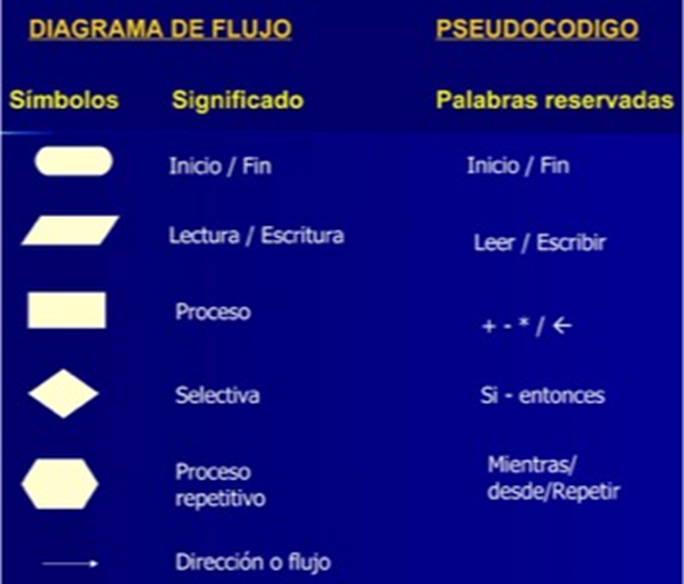 DIAGRAMA DE FLUJO PSEUDOCODIGO
Símbolos Significado Palabras reservadas
Inicio / Fin Inicio / Fin
Lectura / Escritura Leer / Escribir
Proceso + - * / ←
Selectiva Si - entonces
Proceso
repetitivo
Mientras/
desde/Repetir
Dirección o flujo